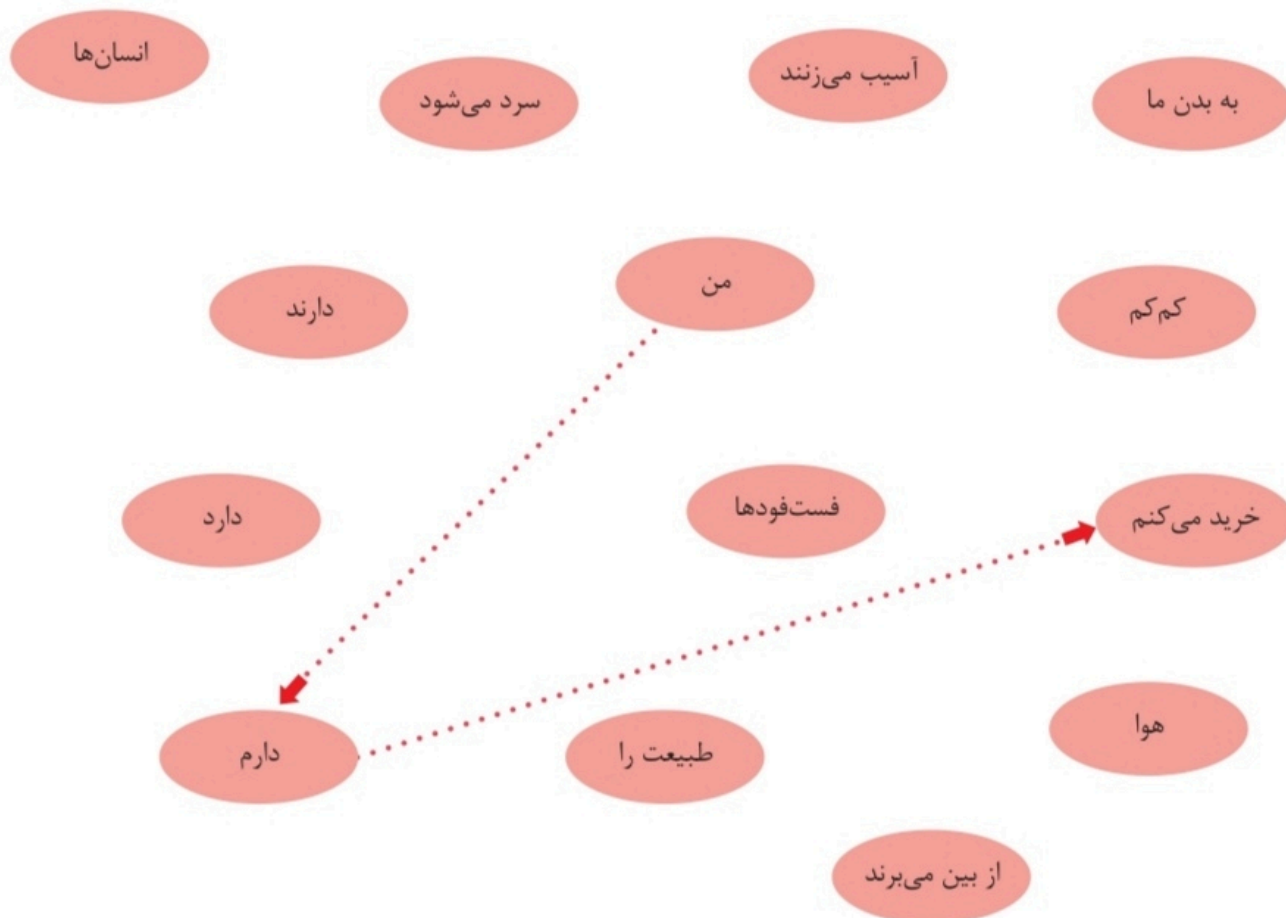 به بدن ما
آسیب می‌زنند
سرد می‌شود
انسان‌ها
کم‌کم
من
دارند
خرید می‌کنم
فست‌فودها
دارد
هوا
طبیعت را
دارم
از بین می‌برند